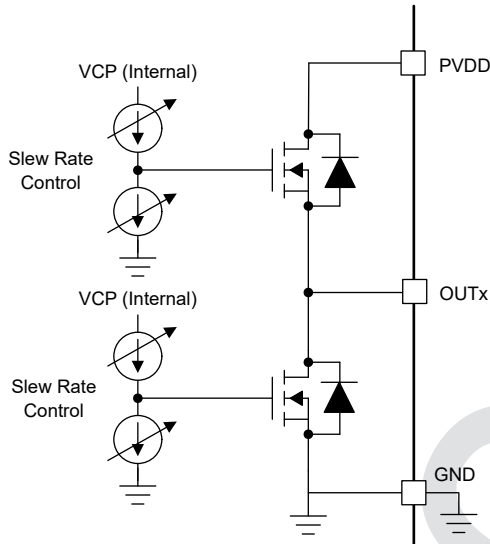 PVDD
VCP (Internal)
Slew Rate
Control
OUTx
VCP (Internal)
Slew Rate
Control
GND